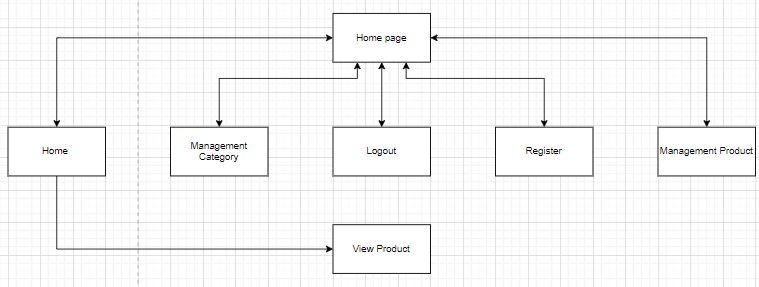 Home page
Home
Management
Category
Logout
Register
Management Product
View Product